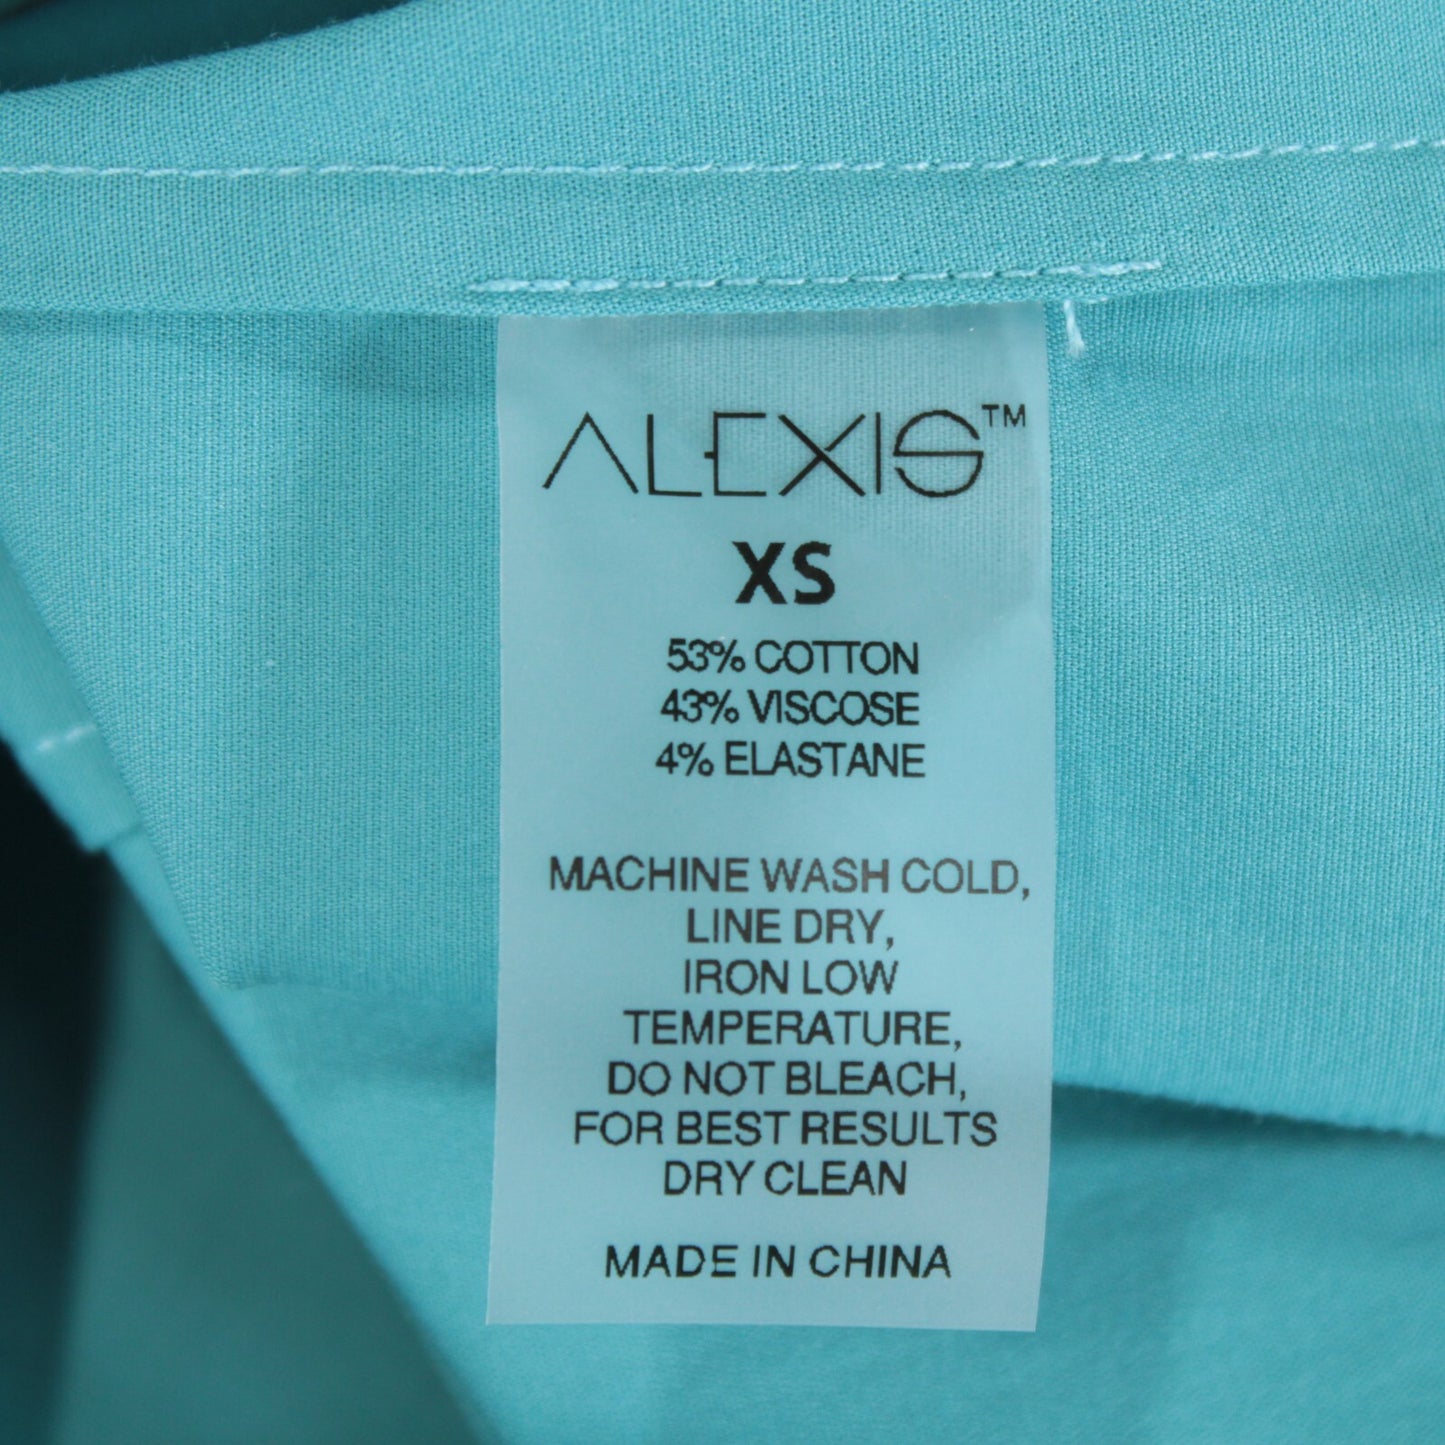 ALEXIS™
XS
53% COTTON
43% VISCOSE
4% ELASTANE
MACHINE WASH COLD,
LINE DRY,
IRON LOW
TEMPERATURE,
DO NOT BLEACH,
FOR BEST RESULTS
DRY CLEAN
MADE IN CHINA